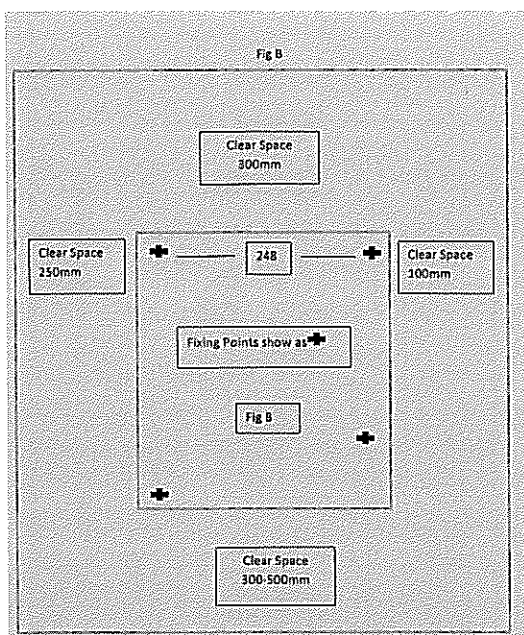 Fig B
Clear Space
300mm
Clear Space
250mm
248
Clear Space
100mm
Fixing Points show as
Fig B
Clear Space
300-500mm